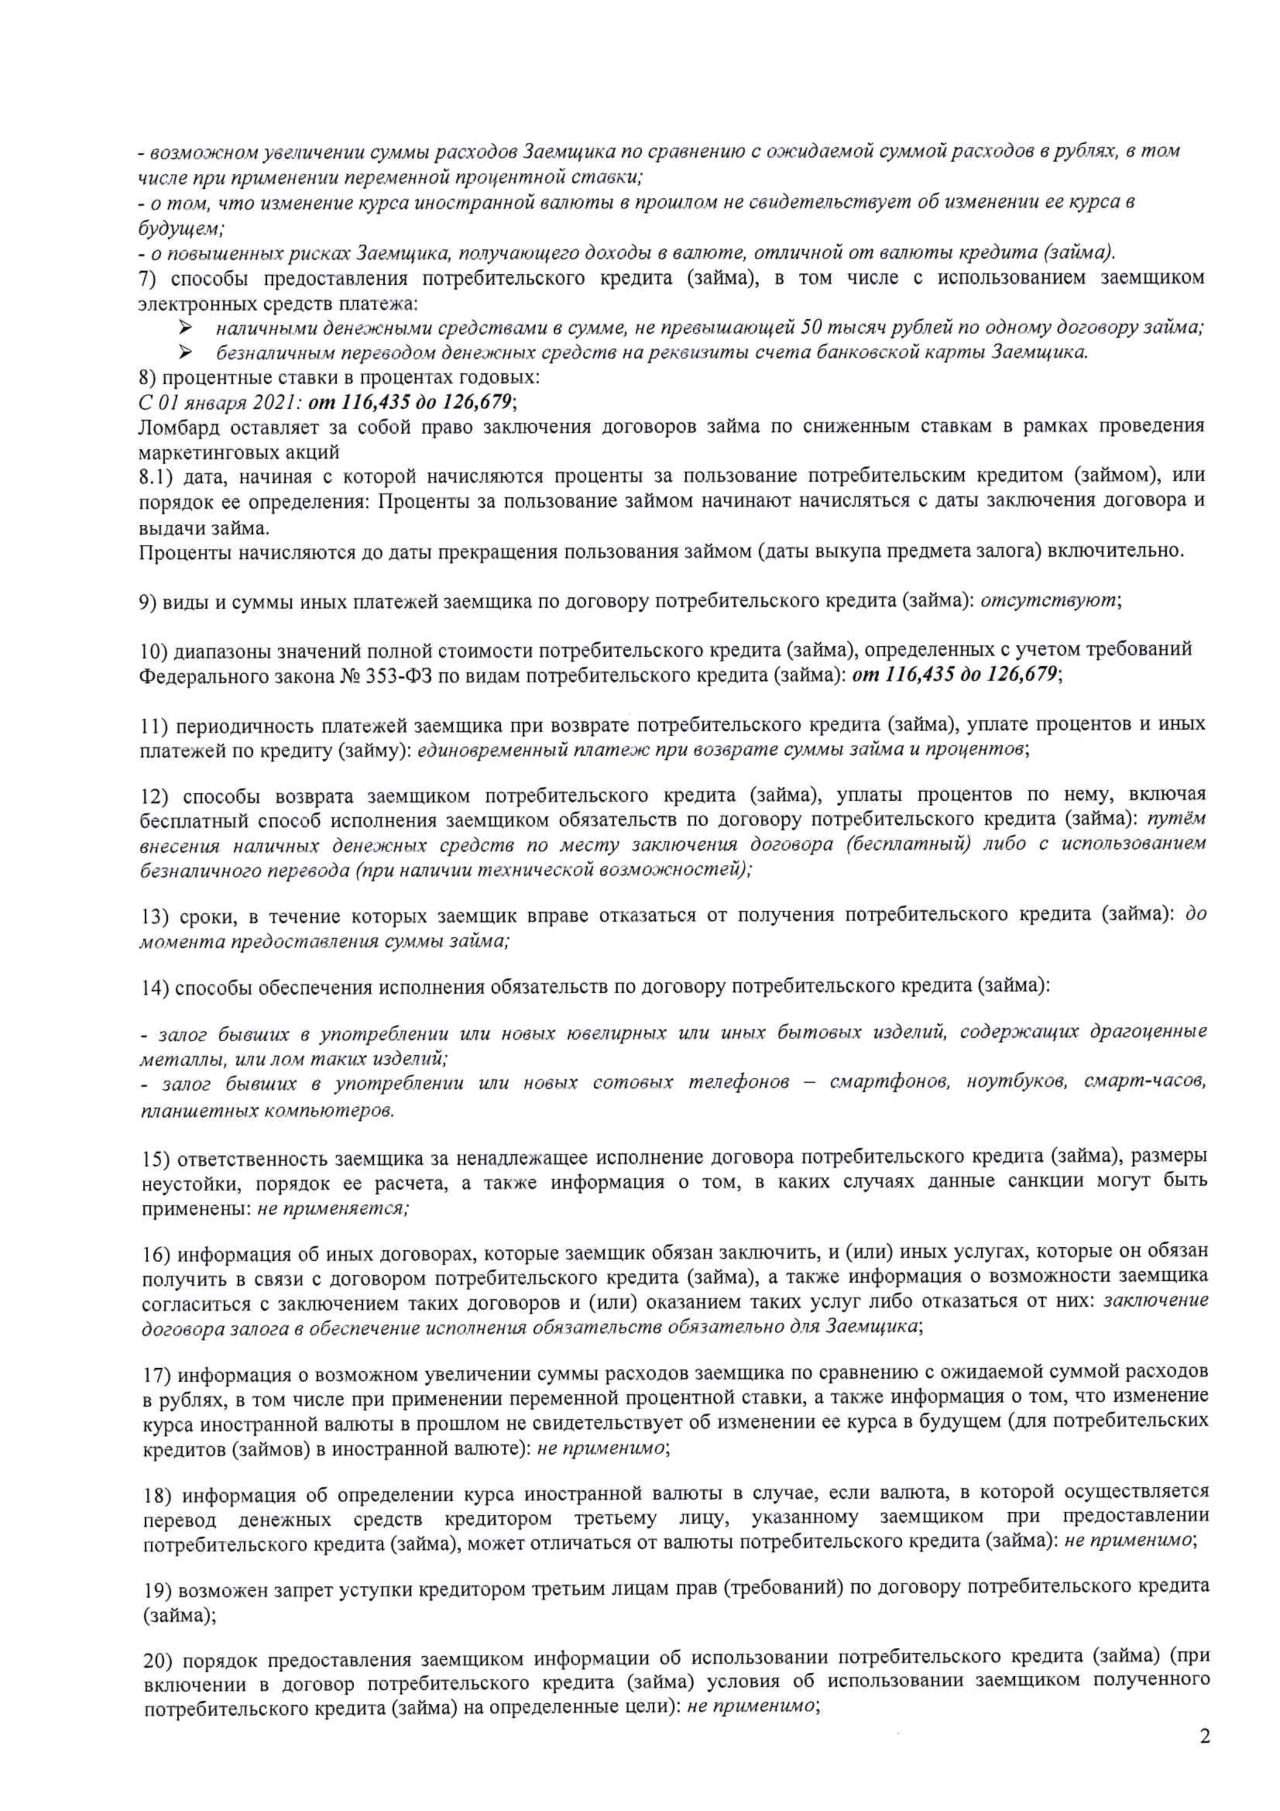 - возможном увеличении суммы расходов Заемщика по сравнению с ожидаемой суммой расходов в рублях, в том
числе при применении переменной процентной ставки;
- о том, что изменение курса иностранной валюты в прошлом не свидетельствует об изменении ее курса в
будущем;
- о повышенных рисках Заемщика, получающего доходы в валюте, отличной от валюты кредита (займа).
7) способы предоставления потребительского кредита (займа), в том числе с использованием заемщиком
электронных средств платежа:
➢ наличными денежными средствами в сумме, не превышающей 50 тысяч рублей по одному договору займа;
➢ безналичным переводом денежных средств на реквизиты счета банковской карты Заемщика.
8) процентные ставки в процентах годовых:
С 01 января 2021: от 116,435 до 126,679;
Ломбард оставляет за собой право заключения договоров займа по сниженным ставкам в рамках проведения
маркетинговых акций
8.1) дата, начиная с которой начисляются проценты за пользование потребительским кредитом (займом), или
порядок ее определения: Проценты за пользование займом начинают начисляться с даты заключения договора и
выдачи займа.
Проценты начисляются до даты прекращения пользования займом (даты выкупа предмета залога) включительно.
9) виды и суммы иных платежей заемщика по договору потребительского кредита (займа): отсутствуют;
10) диапазоны значений полной стоимости потребительского кредита (займа), определенных с учетом требований
Федерального закона № 353-ФЗ по видам потребительского кредита (займа): от 116,435 до 126,679;
11) периодичность платежей заемщика при возврате потребительского кредита (займа), уплате процентов и иных
платежей по кредиту (займу): единовременный платеж при возврате суммы займа и процентов;
12) способы возврата заемщиком потребительского кредита (займа), уплаты процентов по нему, включая
бесплатный способ исполнения заемщиком обязательств по договору потребительского кредита (займа): путём
внесения наличных денежных средств по месту заключения договора (бесплатный) либо с использованием
безналичного перевода (при наличии технической возможностей);
13) сроки, в течение которых заемщик вправе отказаться от получения потребительского кредита (займа): до
момента предоставления суммы займа;
14) способы обеспечения исполнения обязательств по договору потребительского кредита (займа):
- залог бывших в употреблении или новых ювелирных или иных бытовых изделий, содержащих драгоценные
металлы, или лом таких изделий;
- залог бывших в употреблении или новых сотовых телефонов – смартфонов, ноутбуков, смарт-часов,
планшетных компьютеров.
15) ответственность заемщика за ненадлежащее исполнение договора потребительского кредита (займа), размеры
неустойки, порядок ее расчета, а также информация о том, в каких случаях данные санкции могут быть
применены: не применяется;
16) информация об иных договорах, которые заемщик обязан заключить, и (или) иных услугах, которые он обязан
получить в связи с договором потребительского кредита (займа), а также информация о возможности заемщика
согласиться с заключением таких договоров и (или) оказанием таких услуг либо отказаться от них: заключение
договора залога в обеспечение исполнения обязательств обязательно для Заемщика;
17) информация о возможном увеличении суммы расходов заемщика по сравнению с ожидаемой суммой расходов
в рублях, в том числе при применении переменной процентной ставки, а также информация о том, что изменение
курса иностранной валюты в прошлом не свидетельствует об изменении ее курса в будущем (для потребительских
кредитов (займов) в иностранной валюте): не применимо;
18) информация об определении курса иностранной валюты в случае, если валюта, в которой осуществляется
перевод денежных средств кредитором третьему лицу, указанному заемщиком при предоставлении
потребительского кредита (займа), может отличаться от валюты потребительского кредита (займа): не применимо;
19) возможен запрет уступки кредитором третьим лицам прав (требований) по договору потребительского кредита
(займа);
20) порядок предоставления заемщиком информации об использовании потребительского кредита (займа) (при
включении в договор потребительского кредита (займа) условия об использовании заемщиком полученного
потребительского кредита (займа) на определенные цели): не применимо;
2